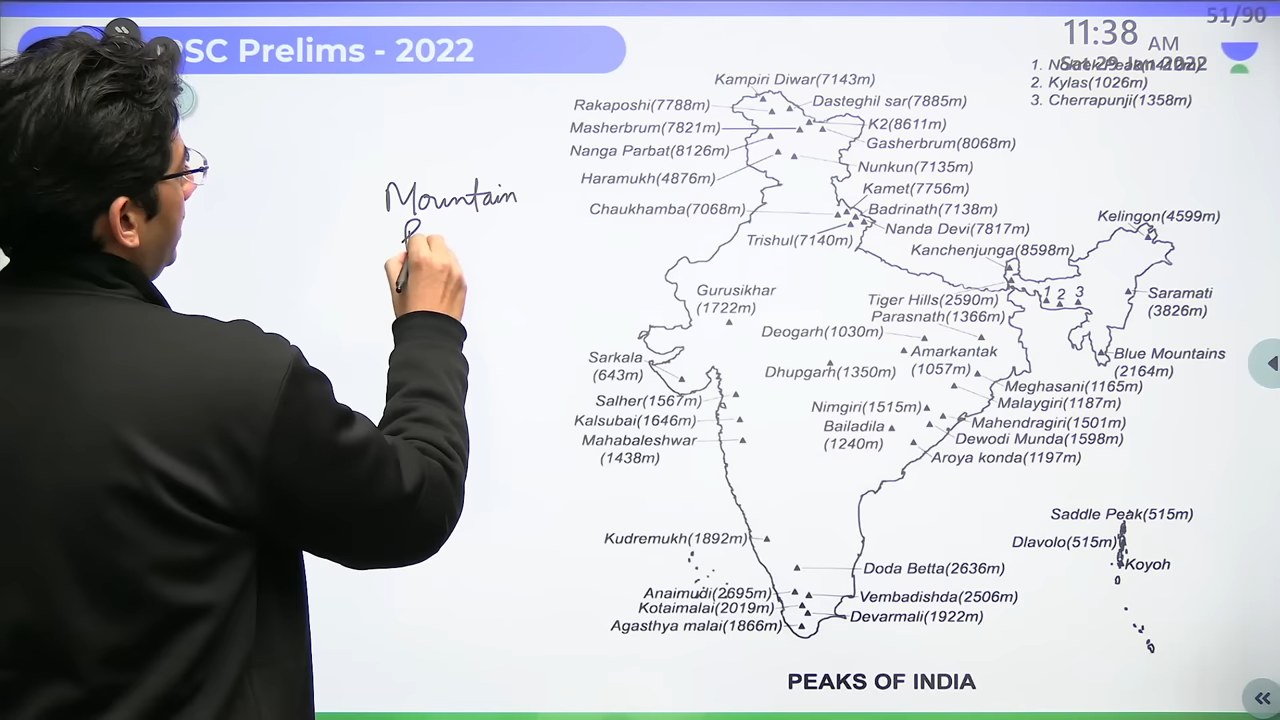 51/90
11:38 AM
PSC Prelims - 2022
Sat 29 Jan 2022
1. Nokrek Peak(1412m)
2. Kylas(1026m)
3. Cherrapunji(1358m)
Kampiri Diwar(7143m)
Rakaposhi(7788m)
Dasteghil sar(7885m)
Masherbrum(7821m)
K2(8611m)
Gasherbrum(8068m)
Nanga Parbat(8126m)
Nunkun(7135m)
Haramukh(4876m)
Kamet(7756m)
Mountain
Chaukhamba(7068m)
Badrinath(7138m)
Kelingon(4599m)
Nanda Devi(7817m)
P
Trishul(7140m)
Kanchenjunga(8598m)
Gurusikhar
(1722m)
1 2 3
Tiger Hills(2590m)
Saramati
(3826m)
Parasnath(1366m)
Deogarh(1030m)
Amarkantak
(1057m)
Blue Mountains
(2164m)
Sarkala
(643m)
Dhupgarh(1350m)
Meghasani(1165m)
Salher(1567m)
Malaygiri(1187m)
Nimgiri(1515m)
Kalsubai(1646m)
Mahendragiri(1501m)
Bailadila
(1240m)
Mahabaleshwar
(1438m)
Dewodi Munda(1598m)
Aroya konda(1197m)
Saddle Peak(515m)
Kudremukh(1892m)
Dlavolo(515m)
Koyoh
Doda Betta(2636m)
Anaimudi(2695m)
Vembadishda(2506m)
Kotaimalai(2019m)
Devarmali(1922m)
Agasthya malai(1866m)
PEAKS OF INDIA